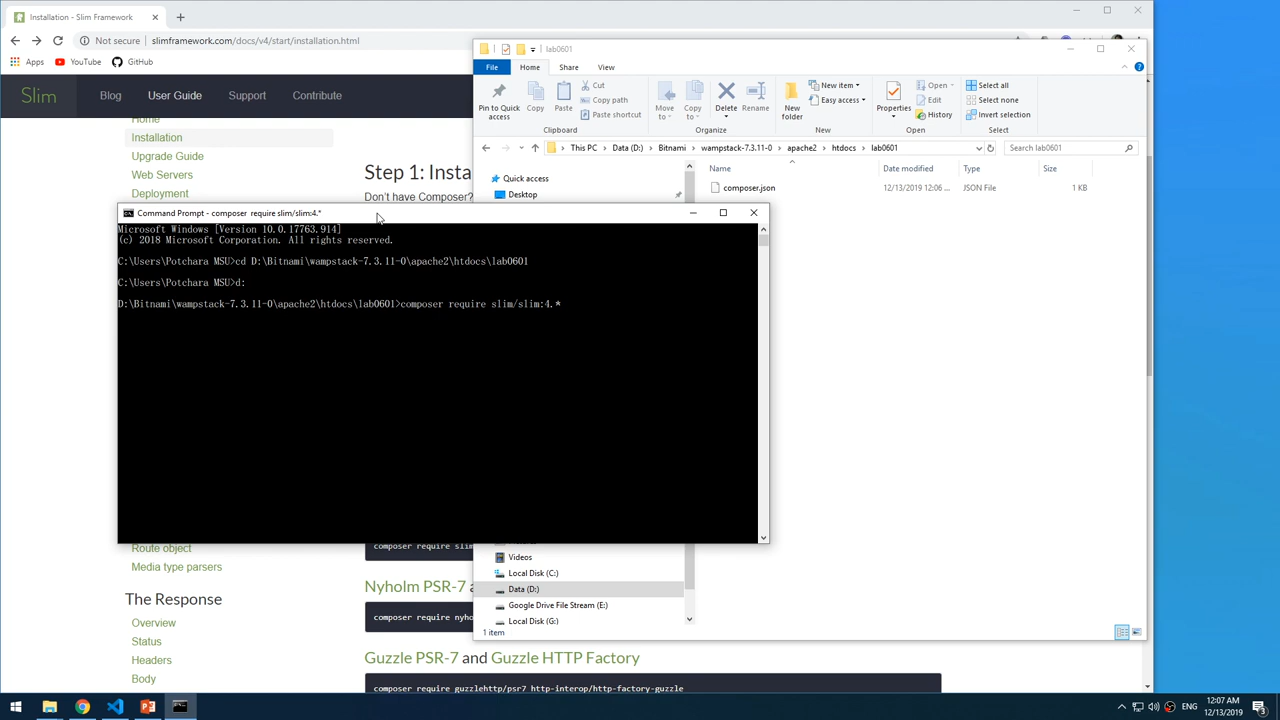 Installation - Slim Framework
Not secure | slimframework.com/docs/v4/start/installation.html
Apps YouTube GitHub
Slim
Blog User Guide Support Contribute
Home
Installation
Upgrade Guide
Web Servers
Deployment
Step 1: Insta
Don't have Composer?
lab0601
File Home Share View
Pin to Quick access
Copy
Paste
Cut
Copy path
Paste shortcut
Clipboard
Move to
Copy to
Delete
Rename
Organize
New folder
New item
Easy access
New
Properties
Open
Edit
History
Open
Select all
Select none
Invert selection
Select
This PC > Data (D:) > Bitnami > wampstack-7.3.11-0 > apache2 > htdocs > lab0601
Search lab0601
Quick access
Desktop
Name Date modified Type Size
composer.json 12/13/2019 12:06 ... JSON File 1 KB
Command Prompt - composer require slim/slim:4.*
Microsoft Windows [Version 10.0.17763.914]
(c) 2018 Microsoft Corporation. All rights reserved.
C:\Users\Potchara MSU>cd D:\Bitnami\wampstack-7.3.11-0\apache2\htdocs\lab0601
C:\Users\Potchara MSU>d:
D:\Bitnami\wampstack-7.3.11-0\apache2\htdocs\lab0601>composer require slim/slim:4.*
Videos
Local Disk (C:)
Data (D:)
Google Drive File Stream (E:)
Local Disk (G:)
1 item
Route object
Media type parsers
The Response
Overview
Status
Headers
Body
composer require slim
Nyholm PSR-7 a
composer require nyho
Guzzle PSR-7 and Guzzle HTTP Factory
composer require guzzlehttp/psr7 http-interop/http-factory-guzzle
ENG
12:07 AM
12/13/2019
3